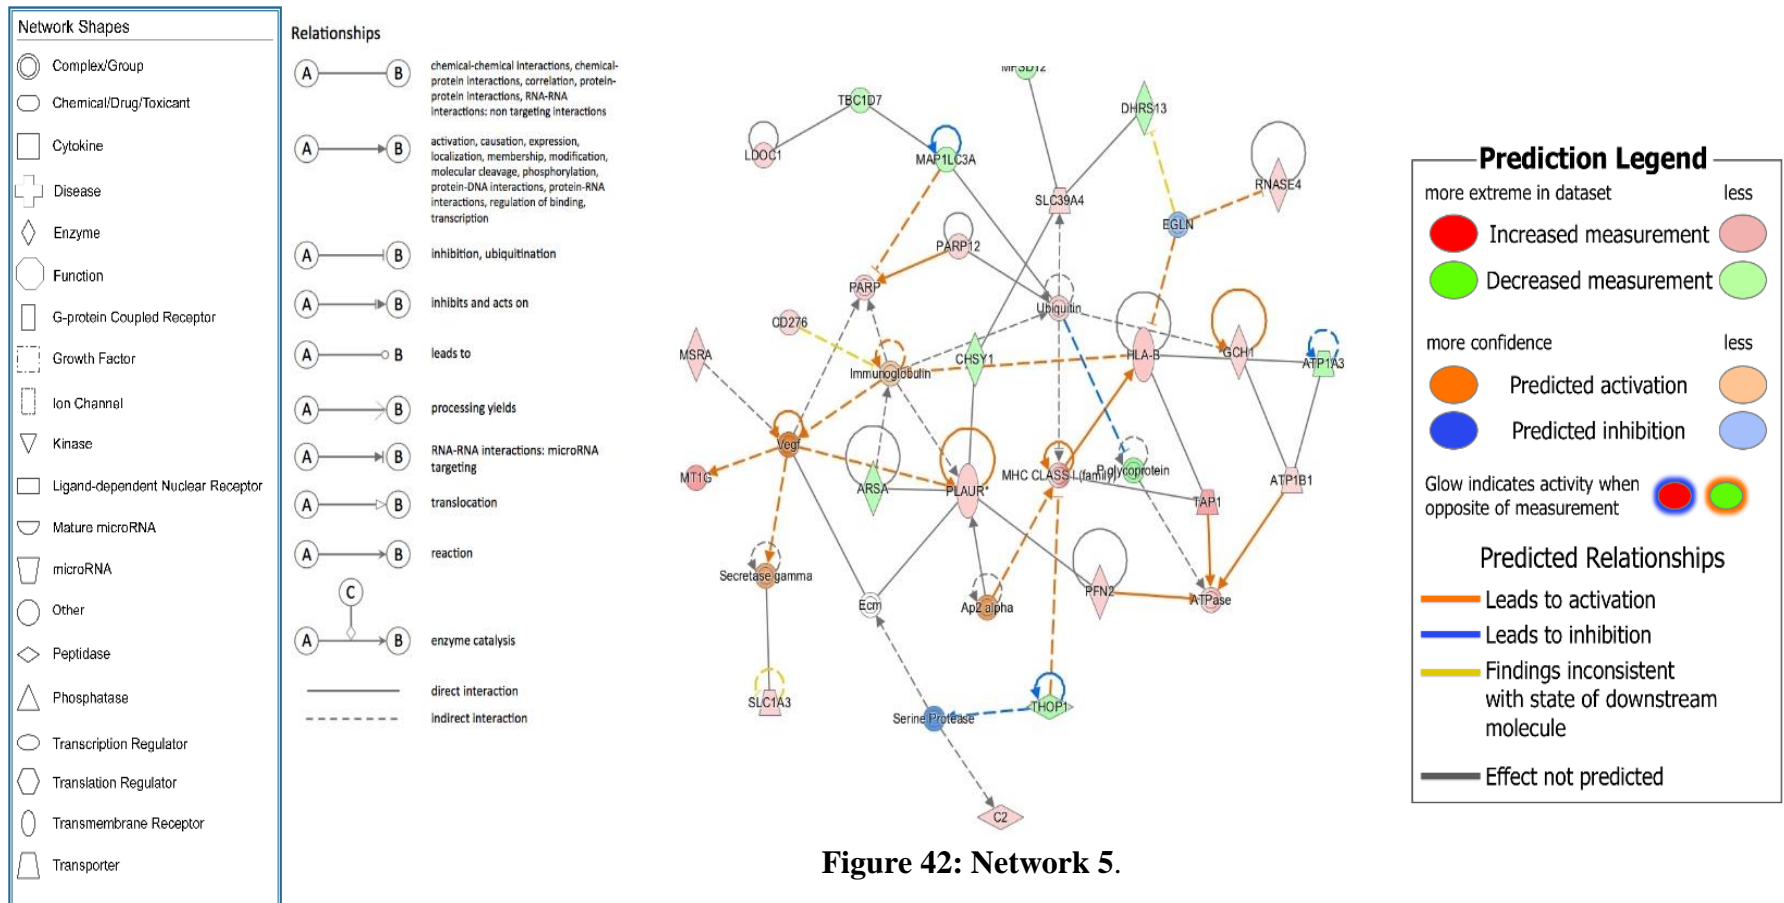 Network Shapes
Complex/Group
Chemical/Drug/Toxicant
Cytokine
Disease
Enzyme
Function
G-protein Coupled Receptor
Growth Factor
Ion Channel
Kinase
Ligand-dependent Nuclear Receptor
Mature microRNA
microRNA
Other
Peptidase
Phosphatase
Transcription Regulator
Translation Regulator
Transmembrane Receptor
Transporter
Relationships
A B chemical-chemical interactions, chemical-
protein interactions, correlation, protein-
protein interactions, RNA-RNA
interactions: non targeting interactions
A B activation, causation, expression,
localization, membership, modification,
molecular cleavage, phosphorylation,
protein-DNA interactions, protein-RNA
interactions, regulation of binding,
transcription
A B inhibition, ubiquitination
A B inhibits and acts on
A B leads to
A B processing yields
A B RNA-RNA interactions: microRNA
targeting
A B translocation
A B reaction
C
A B enzyme catalysis
direct interaction
indirect interaction
TBC1D7
DHRS13
LDOC1
MAP1LC3A
RNASE4
SLC39A4
EGLN
PARP12
PARP
Ubiquitin
CD276
MSRA
Immunoglobulin
CHSY1
HLA-B
GCH1
ATP1A3
Vegf
MT1G
ARSA
PLAUR*
MHC CLASS I (family)
P glycoprotein
TAP1
ATP1B1
Secretase gamma
Ecm
Ap2 alpha
PFN2
ATPase
SLC1A3
Serine Protease
THOP1
C2
Prediction Legend
more extreme in dataset less
Increased measurement
Decreased measurement
more confidence less
Predicted activation
Predicted inhibition
Glow indicates activity when
opposite of measurement
Predicted Relationships
Leads to activation
Leads to inhibition
Findings inconsistent
with state of downstream
molecule
Effect not predicted
Figure 42: Network 5.